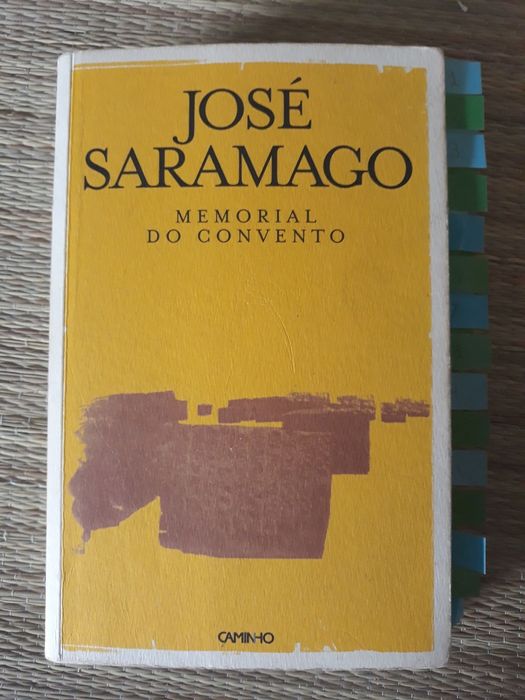 JOSÉ
SARAMAGO
MEMORIAL
DO CONVENTO
CAMINHO